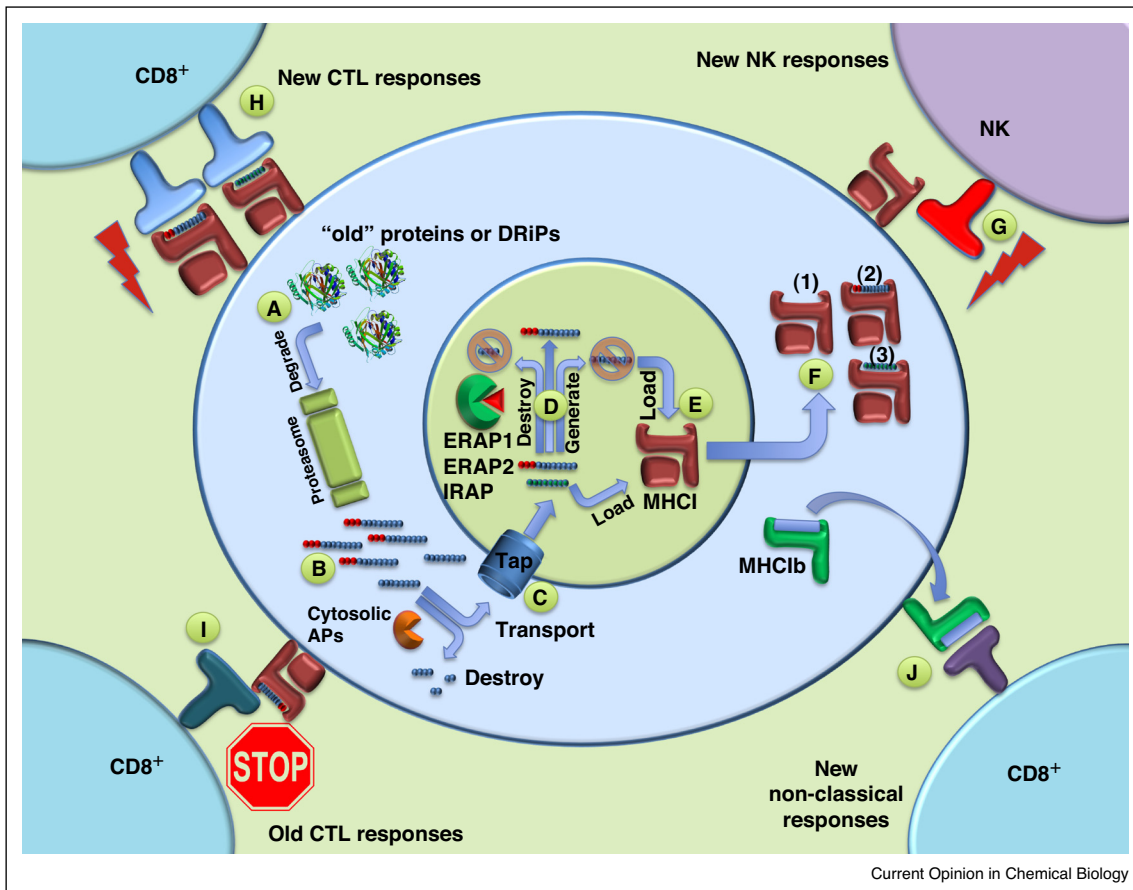 CD8+
New CTL responses
H
New NK responses
NK
G
"old" proteins or DRiPs
A
Degrade
Proteasome
(1)
(2)
(3)
F
Destroy
D
Generate
Load
E
ERAP1
ERAP2
IRAP
Load
MHCI
B
Tap
C
Cytosolic
APs
Transport
Destroy
MHCIb
I
J
CD8+
STOP
Old CTL responses
New
non-classical
responses
CD8+
Current Opinion in Chemical Biology